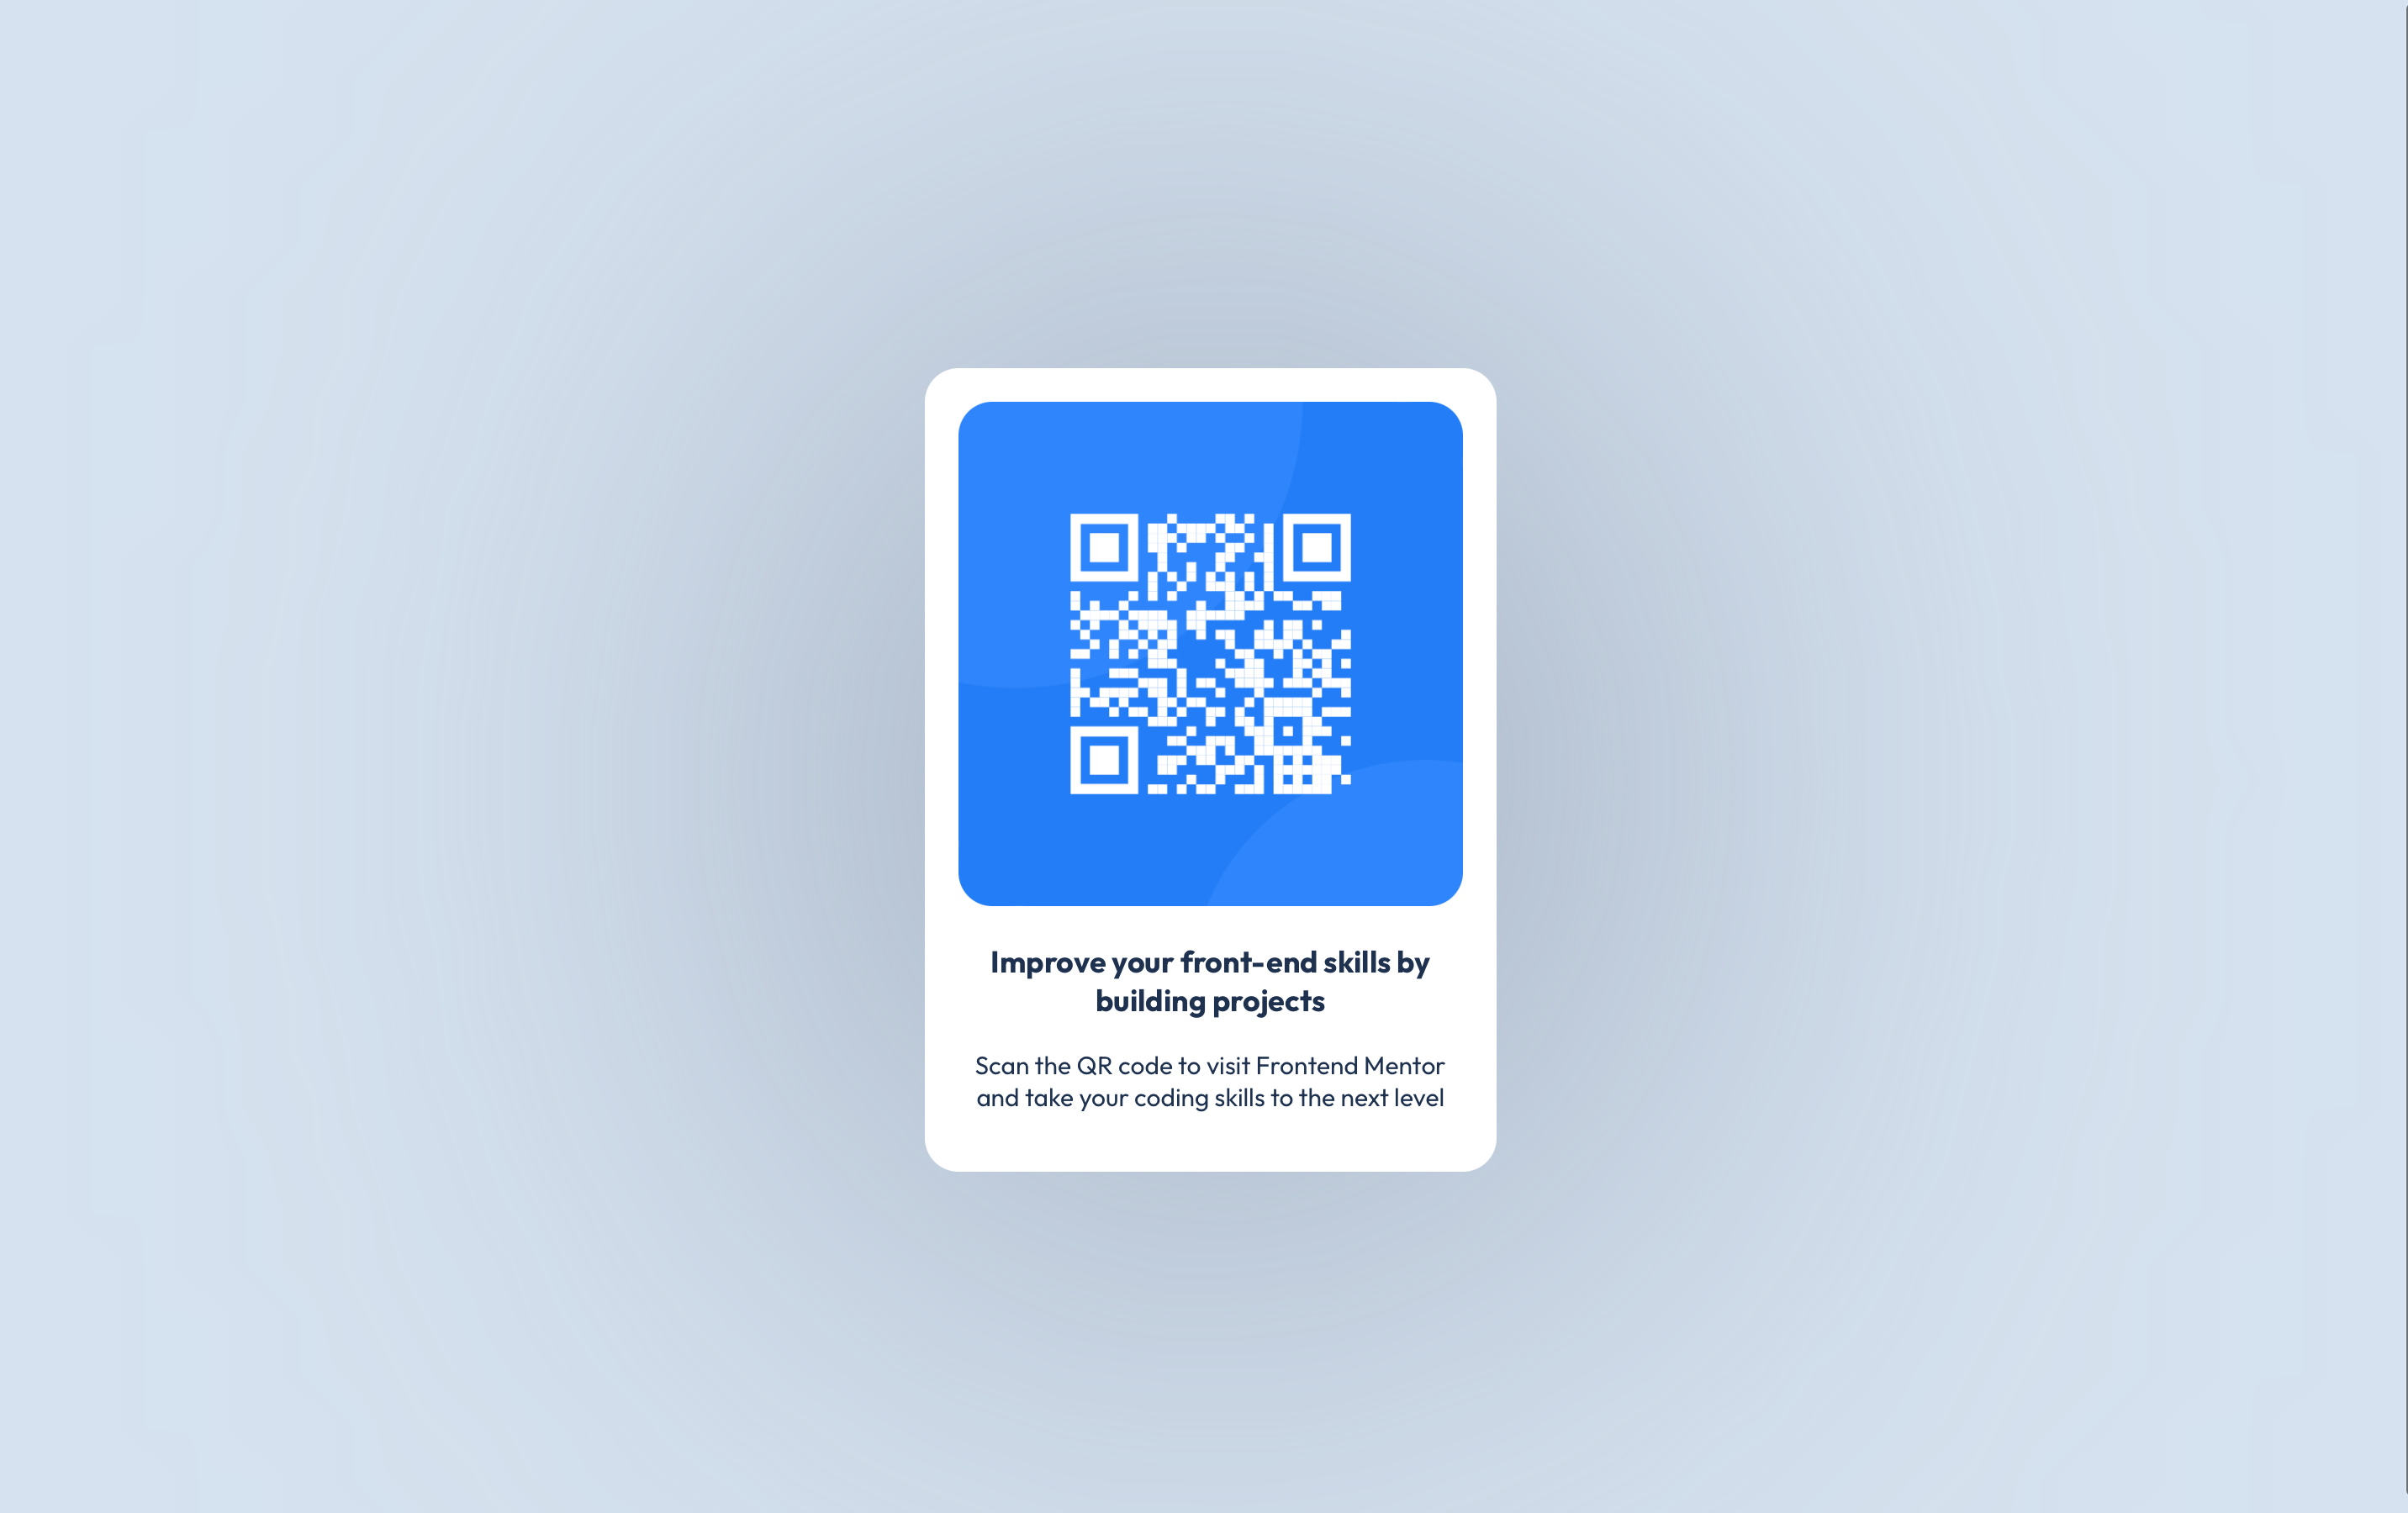 Improve your front-end skills by
building projects
Scan the QR code to visit Frontend Mentor
and take your coding skills to the next level